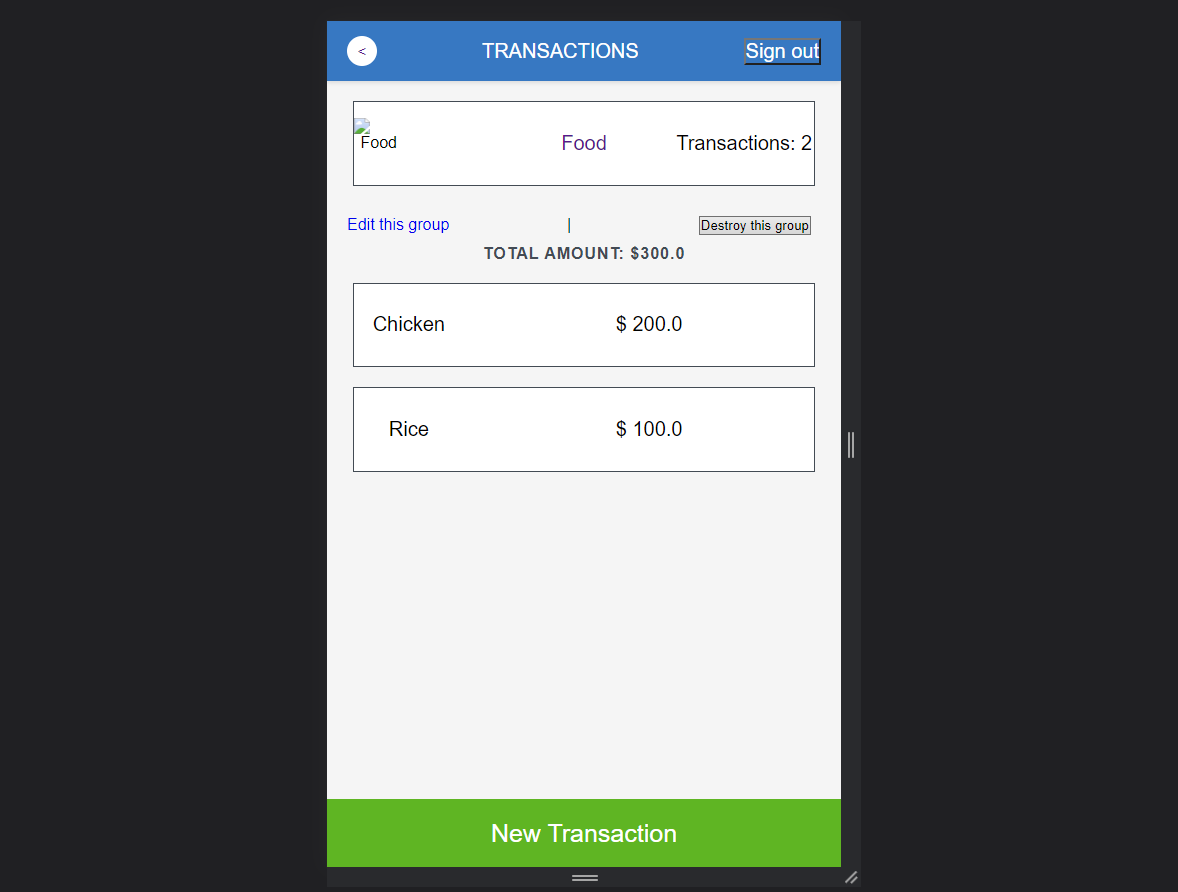 < TRANSACTIONS Sign out
Food Food Transactions: 2
Edit this group | Destroy this group
TOTAL AMOUNT: $300.0
Chicken $ 200.0
Rice $ 100.0
New Transaction